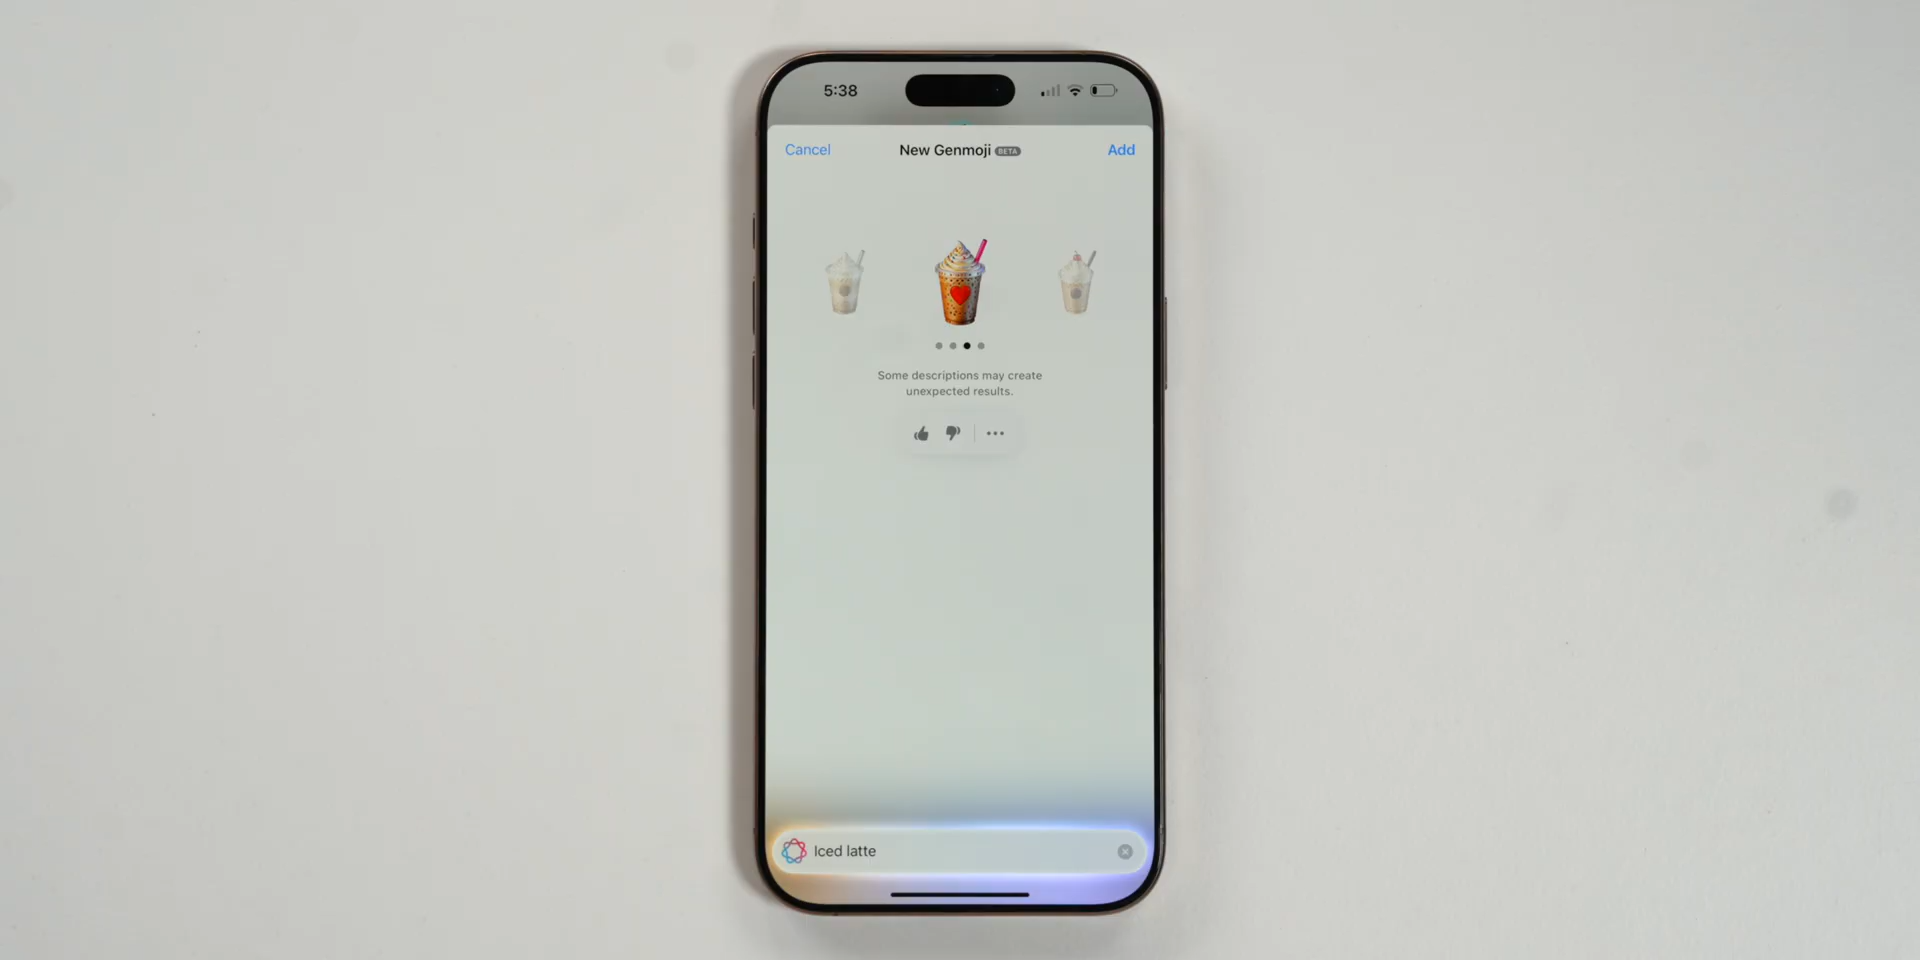 5:38
Cancel New Genmoji BETA Add
Some descriptions may create
unexpected results.
Iced latte